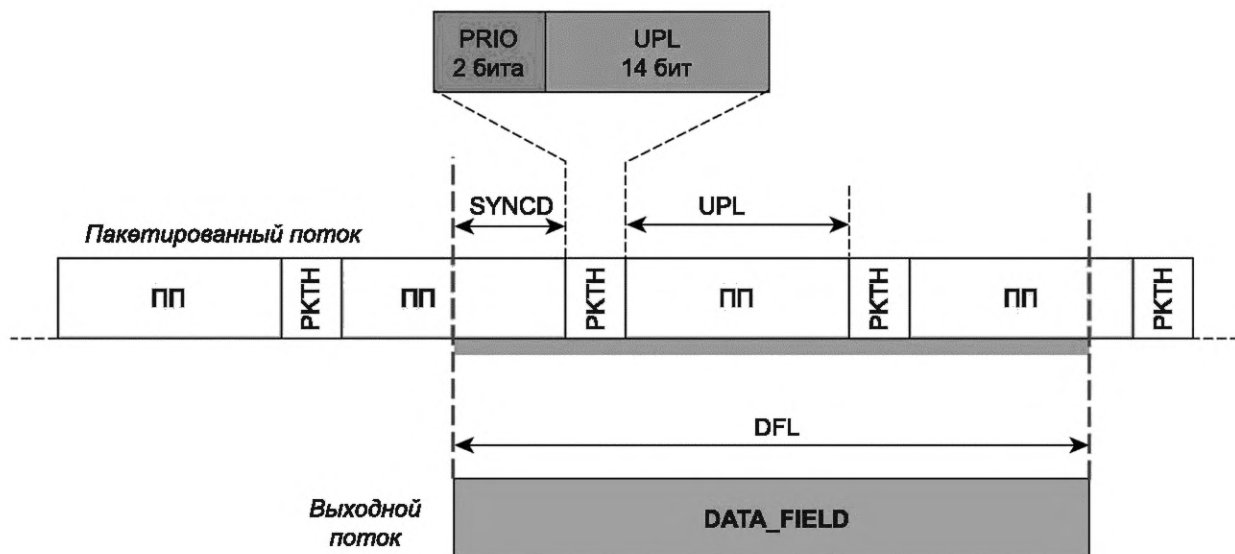 PRIO UPL
2 бита 14 бит
SYNCD UPL
Пакетированный поток
ПП PKTH ПП PKTH ПП PKTH ПП PKTH
DFL
Выходной
поток
DATA_FIELD